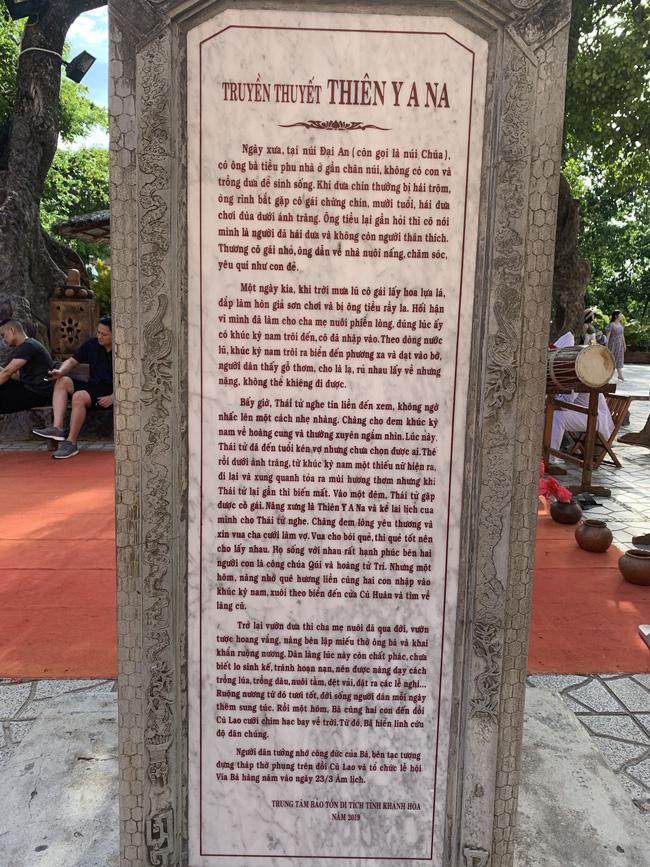 TRUYỀN THUYẾT THIÊN Y A NA
Ngày xưa, tại núi Đại An (còn gọi là núi Chúa),
có ông bà tiều phu nhà ở gần chân núi, không có con và
trồng dưa để sinh sống. Khi dưa chín thường bị hái trộm,
ông rình bắt gặp cô gái chừng chín, mười tuổi, hái dưa
chơi đùa dưới ánh trăng. Ông tiều lại gần hỏi thì cô nói
mình là người đã hái dưa và không còn người thân thích.
Thương cô gái nhỏ, ông dẫn về nhà nuôi nấng, chăm sóc,
yêu quí như con đẻ.
Một ngày kia, khi trời mưa lũ cô gái lấy hoa lựa lá,
đắp làm hòn giả sơn chơi và bị ông tiều rầy la. Hối hận
vì mình đã làm cho cha mẹ nuôi phiền lòng, đúng lúc ấy
có khúc kỳ nam trôi đến, cô đã nhập vào. Theo dòng nước
lũ, khúc kỳ nam trôi ra biển đến phương xa và dạt vào bờ,
người dân thấy gỗ thơm, cho là lạ, rủ nhau lấy về nhưng
nặng, không thể khiêng đi được.
Bấy giờ, Thái tử nghe tin liền đến xem, không ngờ
nhấc lên một cách nhẹ nhàng. Chàng cho đem khúc kỳ
nam về hoàng cung và thường xuyên ngắm nhìn. Lúc này,
Thái tử đã đến tuổi kén vợ nhưng chưa chọn được ai. Thế
rồi dưới ánh trăng, từ khúc kỳ nam một thiếu nữ hiện ra,
đi lại và xung quanh tỏa ra mùi hương thơm nhưng khi
Thái tử lại gần thì biến mất. Vào một đêm, Thái tử gặp
được cô gái. Nàng xưng là Thiên Y A Na và kể lai lịch của
mình cho Thái tử nghe. Chàng đem lòng yêu thương và
xin vua cha cưới làm vợ. Vua cho bói quẻ, thì quẻ tốt nên
cho lấy nhau. Họ sống với nhau rất hạnh phúc bên hai
người con là công chúa Qúi và hoàng tử Trí. Nhưng một
hôm, nàng nhớ quê hương liền cùng hai con nhập vào
khúc kỳ nam, xuôi theo biển đến cửa Cù Huân và tìm về
làng cũ.
Trở lại vườn dưa thì cha mẹ nuôi đã qua đời, vườn
tược hoang vắng, nàng bèn lập miếu thờ ông bà và khai
khẩn ruộng nương. Dân làng lúc này còn chất phác, chưa
biết lo sinh kế, tránh hoạn nạn, nên được nàng dạy cách
trồng lúa, trồng dâu, nuôi tằm, dệt vải, đặt ra các lễ nghi...
Ruộng nương từ đó tươi tốt, đời sống người dân mỗi ngày
thêm sung túc. Rồi một hôm, Bà cùng hai con đến đồi
Cù Lao cưỡi chim hạc bay về trời. Từ đó, Bà hiển linh cứu
độ dân chúng.
Người dân tưởng nhớ công đức của Bà, bèn tạc tượng
dựng tháp thờ phụng trên đồi Cù Lao và tổ chức lễ hội
Vía Bà hàng năm vào ngày 23/3 Âm lịch.
TRUNG TÂM BẢO TỒN DI TÍCH TỈNH KHÁNH HÒA
NĂM 2019